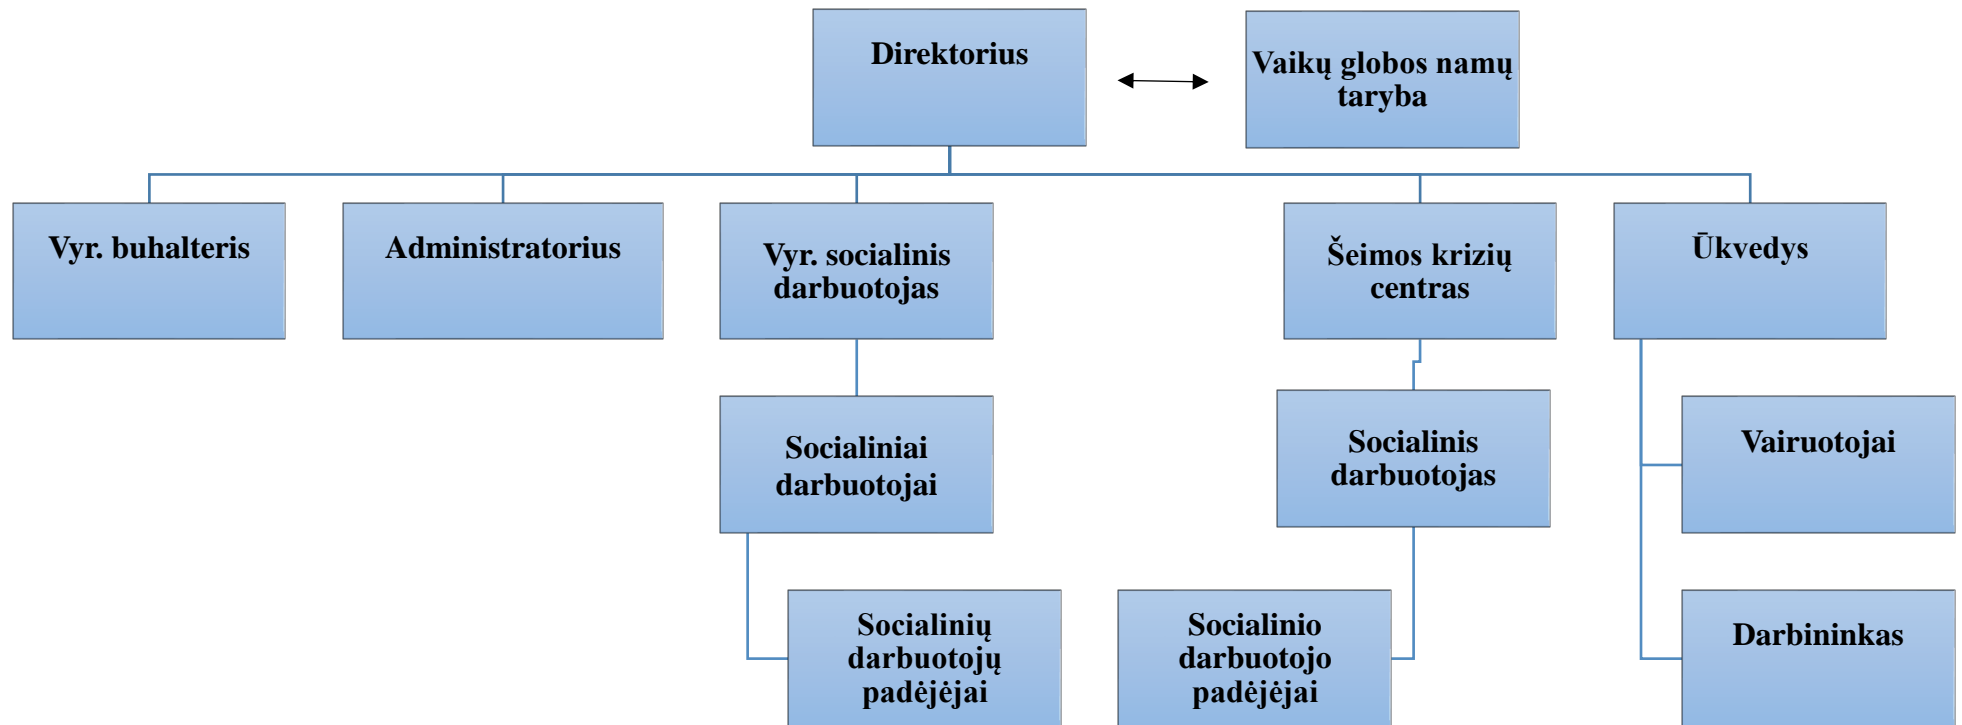 Direktorius
Vaikų globos namų
taryba
Vyr. buhalteris
Administratorius
Vyr. socialinis
darbuotojas
Šeimos krizių
centras
Ūkvedys
Socialiniai
darbuotojai
Socialinis
darbuotojas
Vairuotojai
Socialinių
darbuotojų
padėjėjai
Socialinio
darbuotojo
padėjėjai
Darbininkas